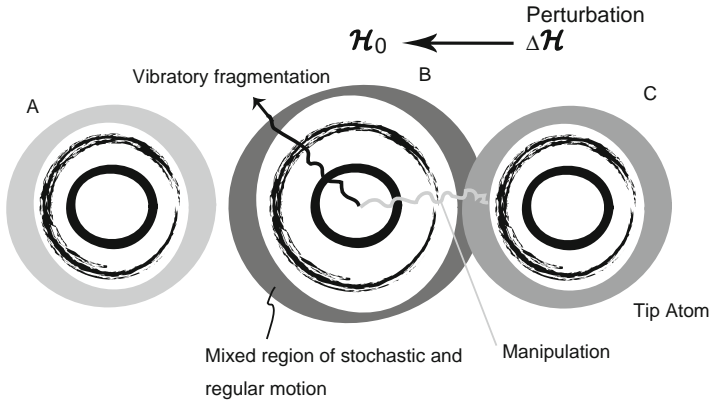 Perturbation
𝓗0 Δ𝓗
Vibratory fragmentation
B
A
C
Tip Atom
Mixed region of stochastic and
regular motion
Manipulation